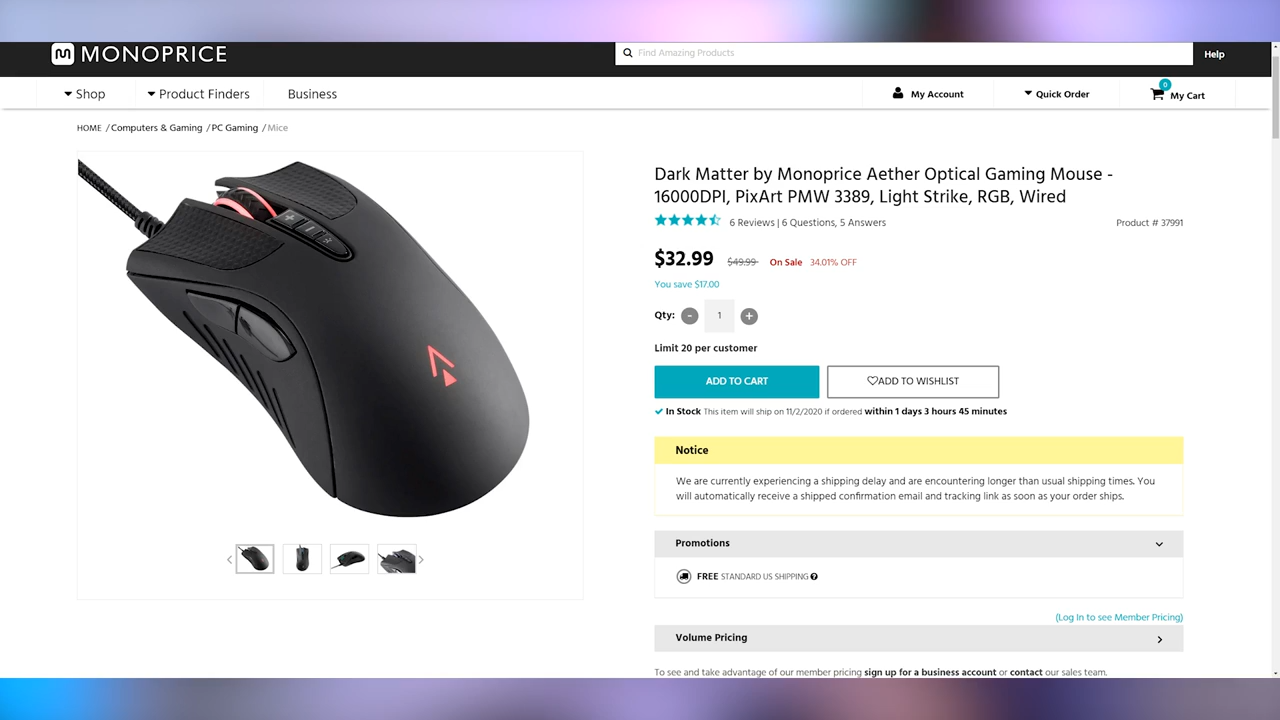 MONOPRICE
Find Amazing Products
Help
Shop
Product Finders
Business
My Account
Quick Order
0
My Cart
HOME / Computers & Gaming / PC Gaming / Mice
Dark Matter by Monoprice Aether Optical Gaming Mouse -
16000DPI, PixArt PMW 3389, Light Strike, RGB, Wired
6 Reviews | 6 Questions, 5 Answers
Product # 37991
$32.99 $49.99 On Sale 34.01% OFF
You save $17.00
Qty: - 1 +
Limit 20 per customer
ADD TO CART
ADD TO WISHLIST
In Stock This item will ship on 11/2/2020 if ordered within 1 days 3 hours 45 minutes
Notice
We are currently experiencing a shipping delay and are encountering longer than usual shipping times. You
will automatically receive a shipped confirmation email and tracking link as soon as your order ships.
Promotions
FREE STANDARD US SHIPPING ?
(Log In to see Member Pricing)
Volume Pricing
To see and take advantage of our member pricing sign up for a business account or contact our sales team.